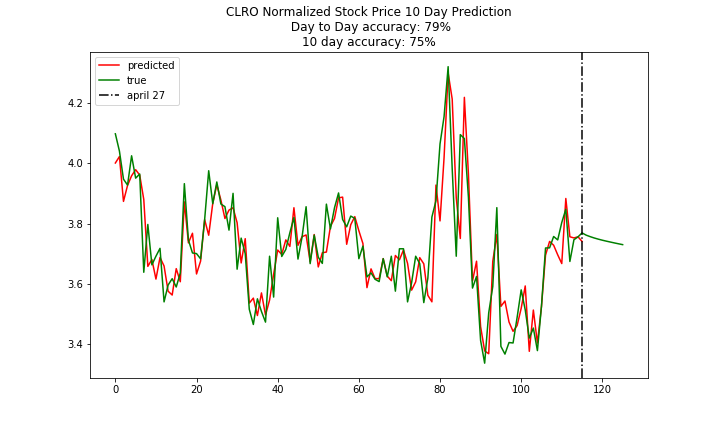 CLRO Normalized Stock Price 10 Day Prediction
Day to Day accuracy: 79%
10 day accuracy: 75%
predicted
true
april 27
4.2
4.0
3.8
3.6
3.4
0 20 40 60 80 100 120